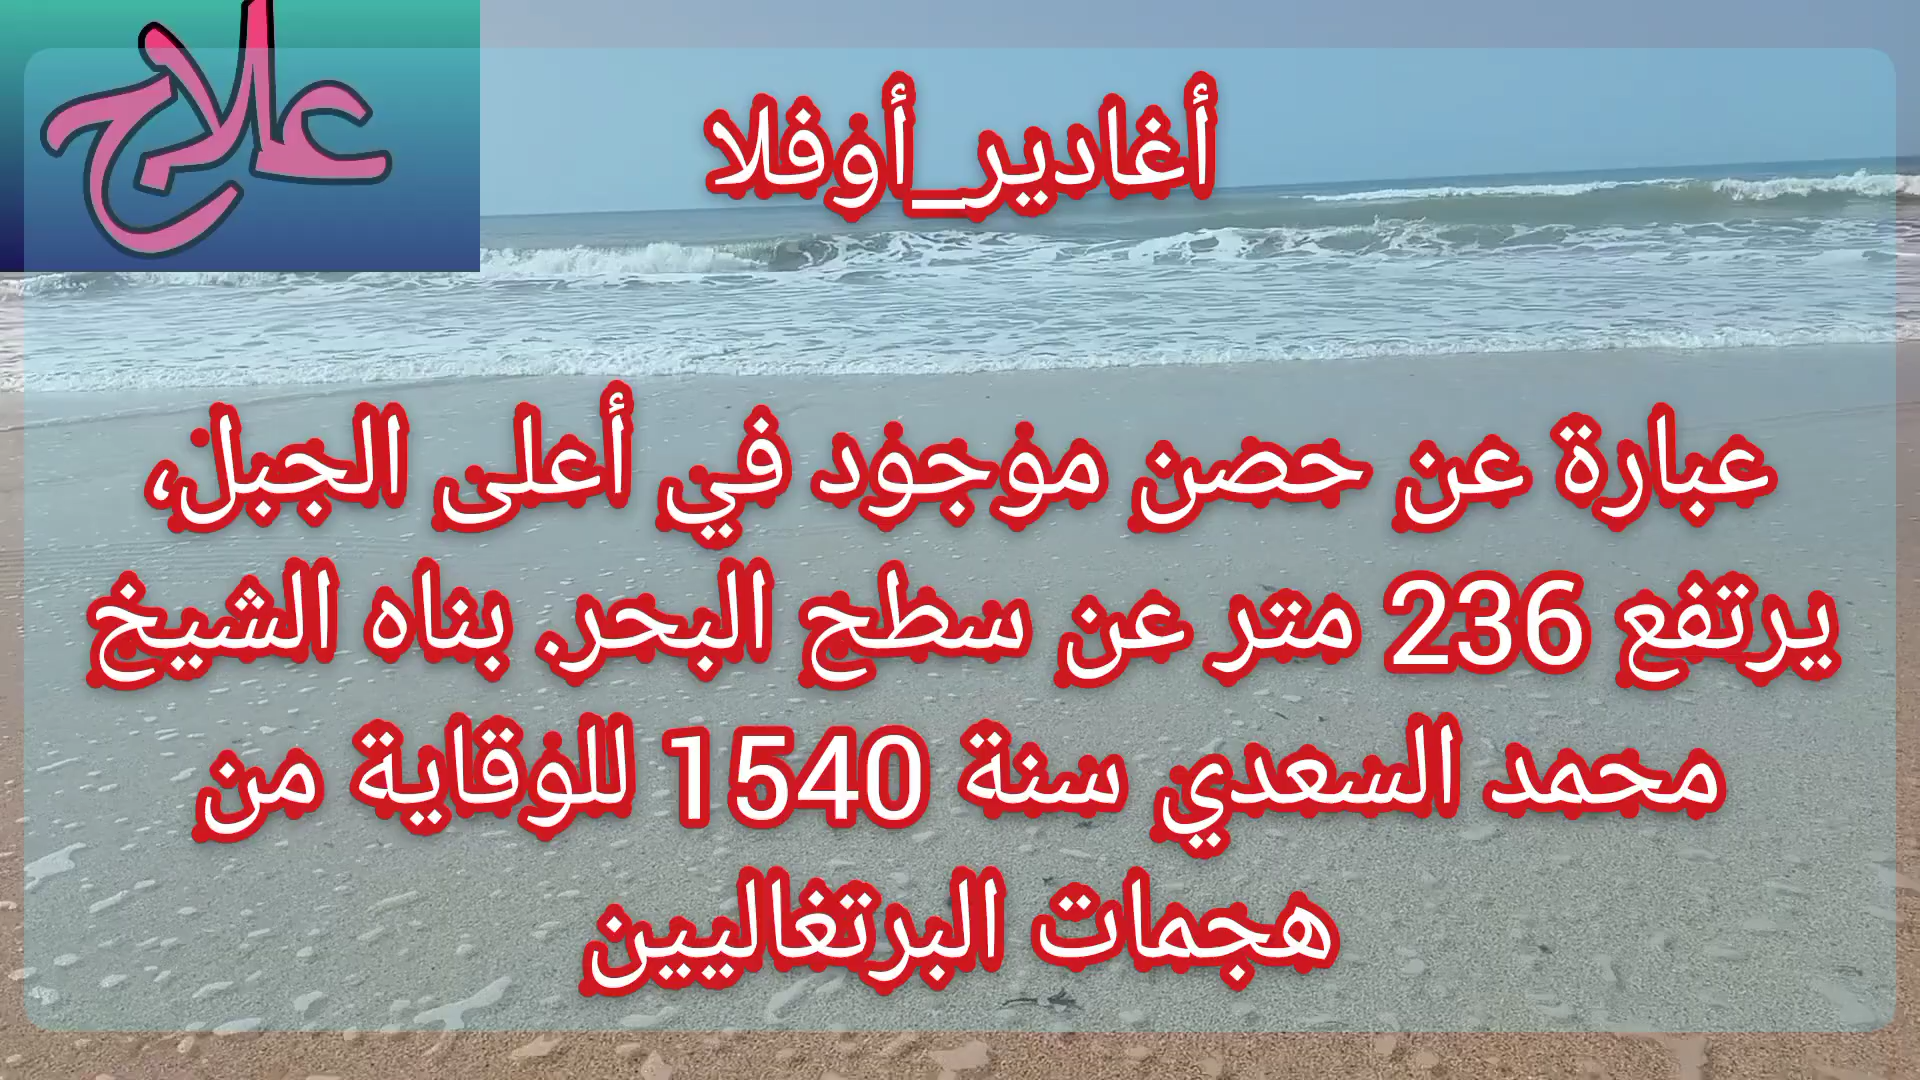 علاج
أغادير_أوفلا
عبارة عن حصن موجود في أعلى الجبل،
يرتفع 236 متر عن سطح البحر. بناه الشيخ
محمد السعدي سنة 1540 للوقاية من
هجمات البرتغاليين